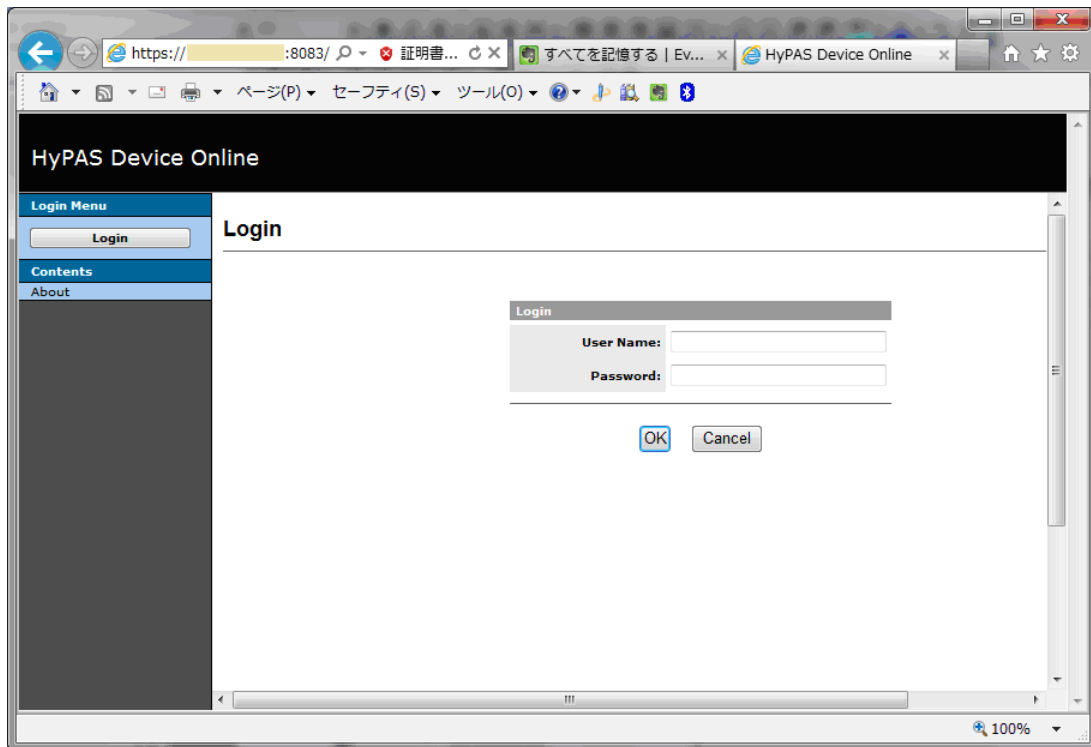 https://
:8083/
証明書...
すべてを記憶する | Ev...
HyPAS Device Online
ページ(P)
セーフティ(S)
ツール(O)
HyPAS Device Online
Login Menu
Login
Contents
About
Login
Login
User Name:
Password:
OK
Cancel
100%